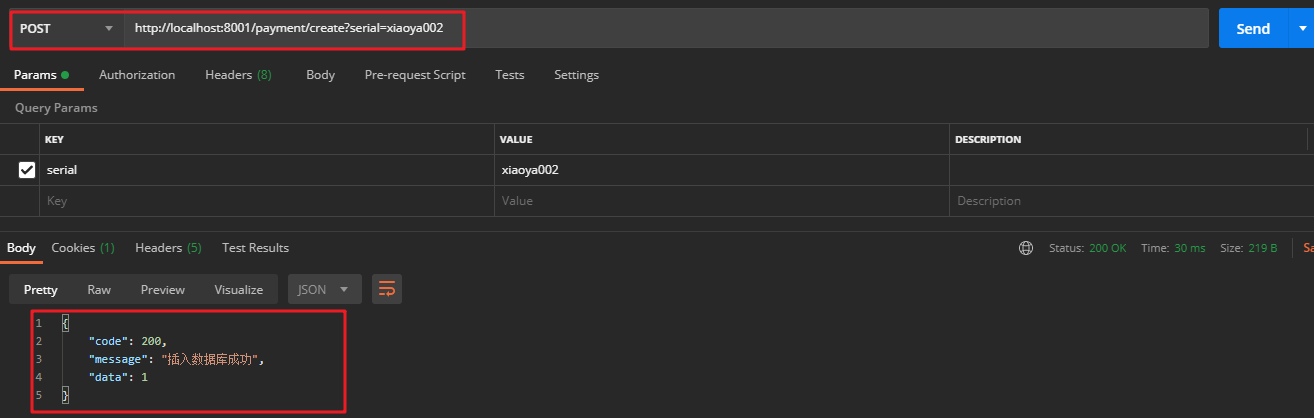 POST http://localhost:8001/payment/create?serial=xiaoya002 Send
Params Authorization Headers (8) Body Pre-request Script Tests Settings
Query Params
KEY VALUE DESCRIPTION
serial xiaoya002
Key Value Description
Body Cookies (1) Headers (5) Test Results Status: 200 OK Time: 30 ms Size: 219 B Sa
Pretty Raw Preview Visualize JSON
1 {
2 "code": 200,
3 "message": "插入数据库成功",
4 "data": 1
5 }